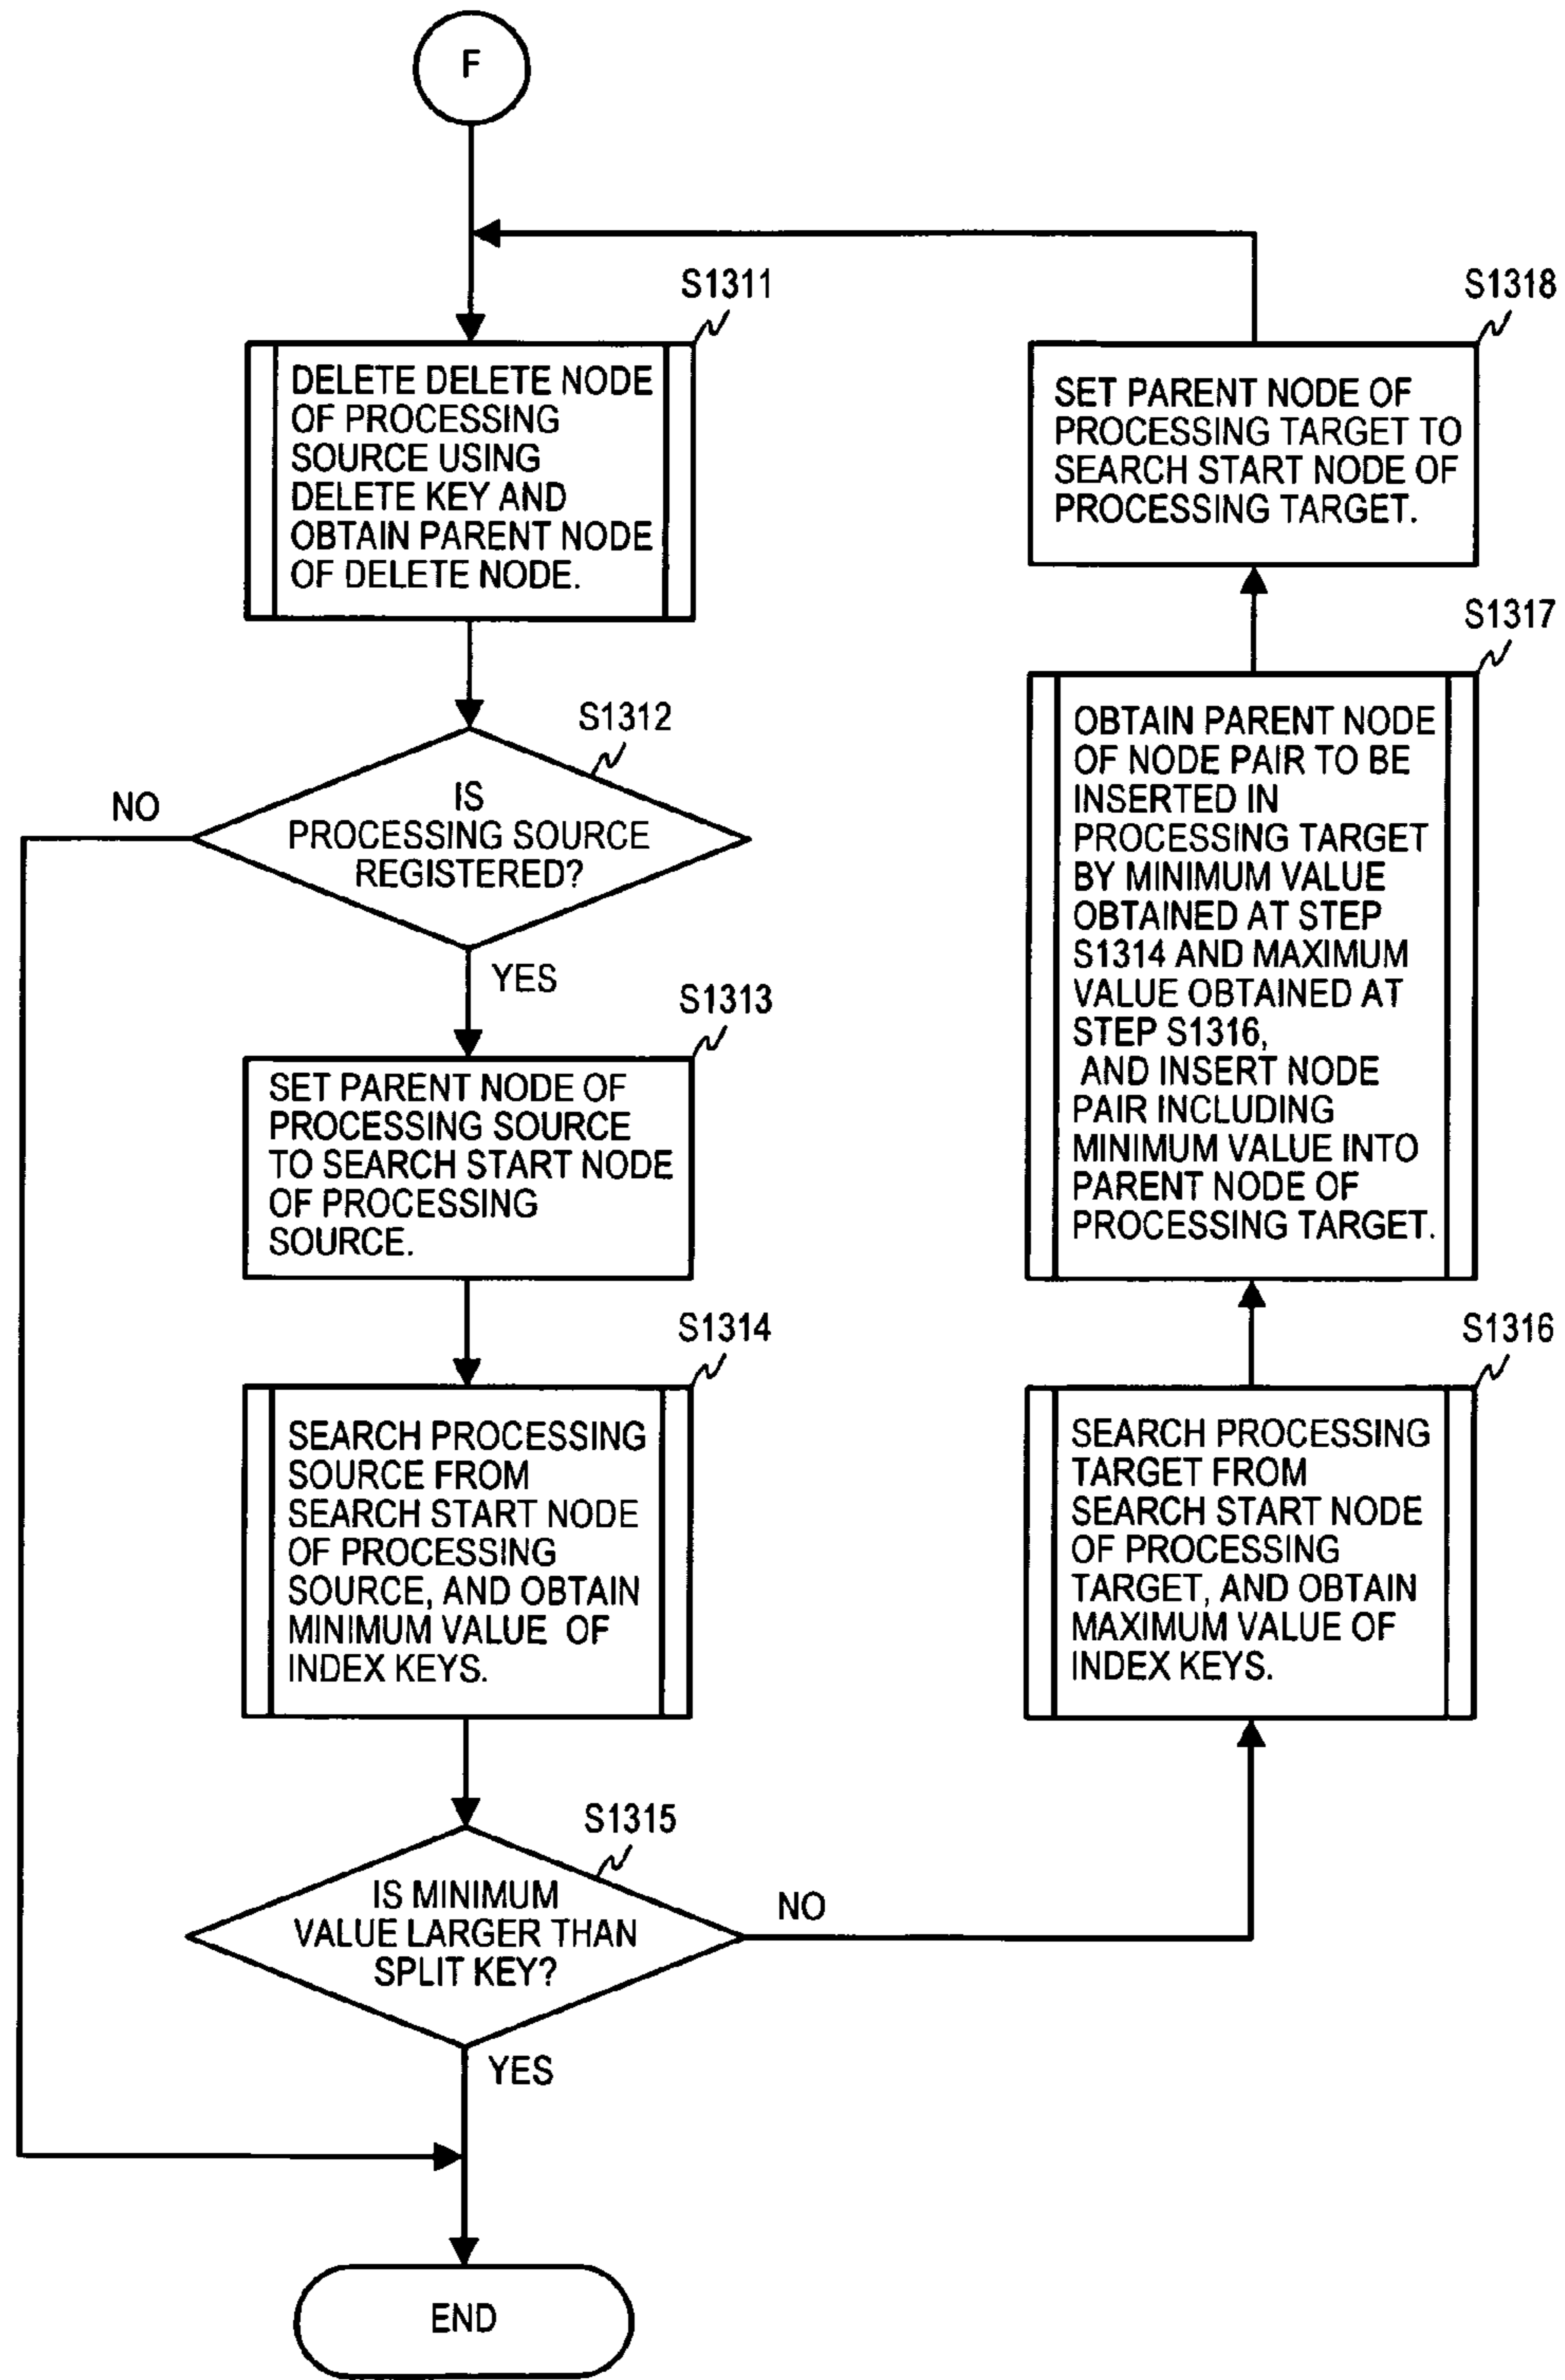 F
S1311
DELETE DELETE NODE
OF PROCESSING
SOURCE USING
DELETE KEY AND
OBTAIN PARENT NODE
OF DELETE NODE.
S1312
IS
PROCESSING SOURCE
REGISTERED?
NO
YES
S1313
SET PARENT NODE OF
PROCESSING SOURCE
TO SEARCH START NODE
OF PROCESSING
SOURCE.
S1314
SEARCH PROCESSING
SOURCE FROM
SEARCH START NODE
OF PROCESSING
SOURCE, AND OBTAIN
MINIMUM VALUE OF
INDEX KEYS.
S1315
IS MINIMUM
VALUE LARGER THAN
SPLIT KEY?
NO
YES
S1316
SEARCH PROCESSING
TARGET FROM
SEARCH START NODE
OF PROCESSING
TARGET, AND OBTAIN
MAXIMUM VALUE OF
INDEX KEYS.
S1317
OBTAIN PARENT NODE
OF NODE PAIR TO BE
INSERTED IN
PROCESSING TARGET
BY MINIMUM VALUE
OBTAINED AT STEP
S1314 AND MAXIMUM
VALUE OBTAINED AT
STEP S1316,
AND INSERT NODE
PAIR INCLUDING
MINIMUM VALUE INTO
PARENT NODE OF
PROCESSING TARGET.
S1318
SET PARENT NODE OF
PROCESSING TARGET TO
SEARCH START NODE OF
PROCESSING TARGET.
END